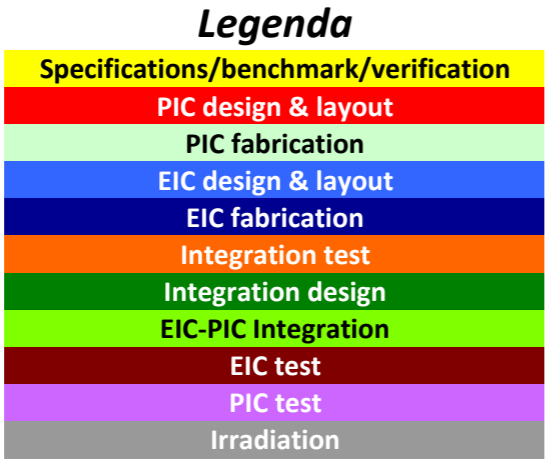 Legenda
Specifications/benchmark/verification
PIC design & layout
PIC fabrication
EIC design & layout
EIC fabrication
Integration test
Integration design
EIC-PIC Integration
EIC test
PIC test
Irradiation